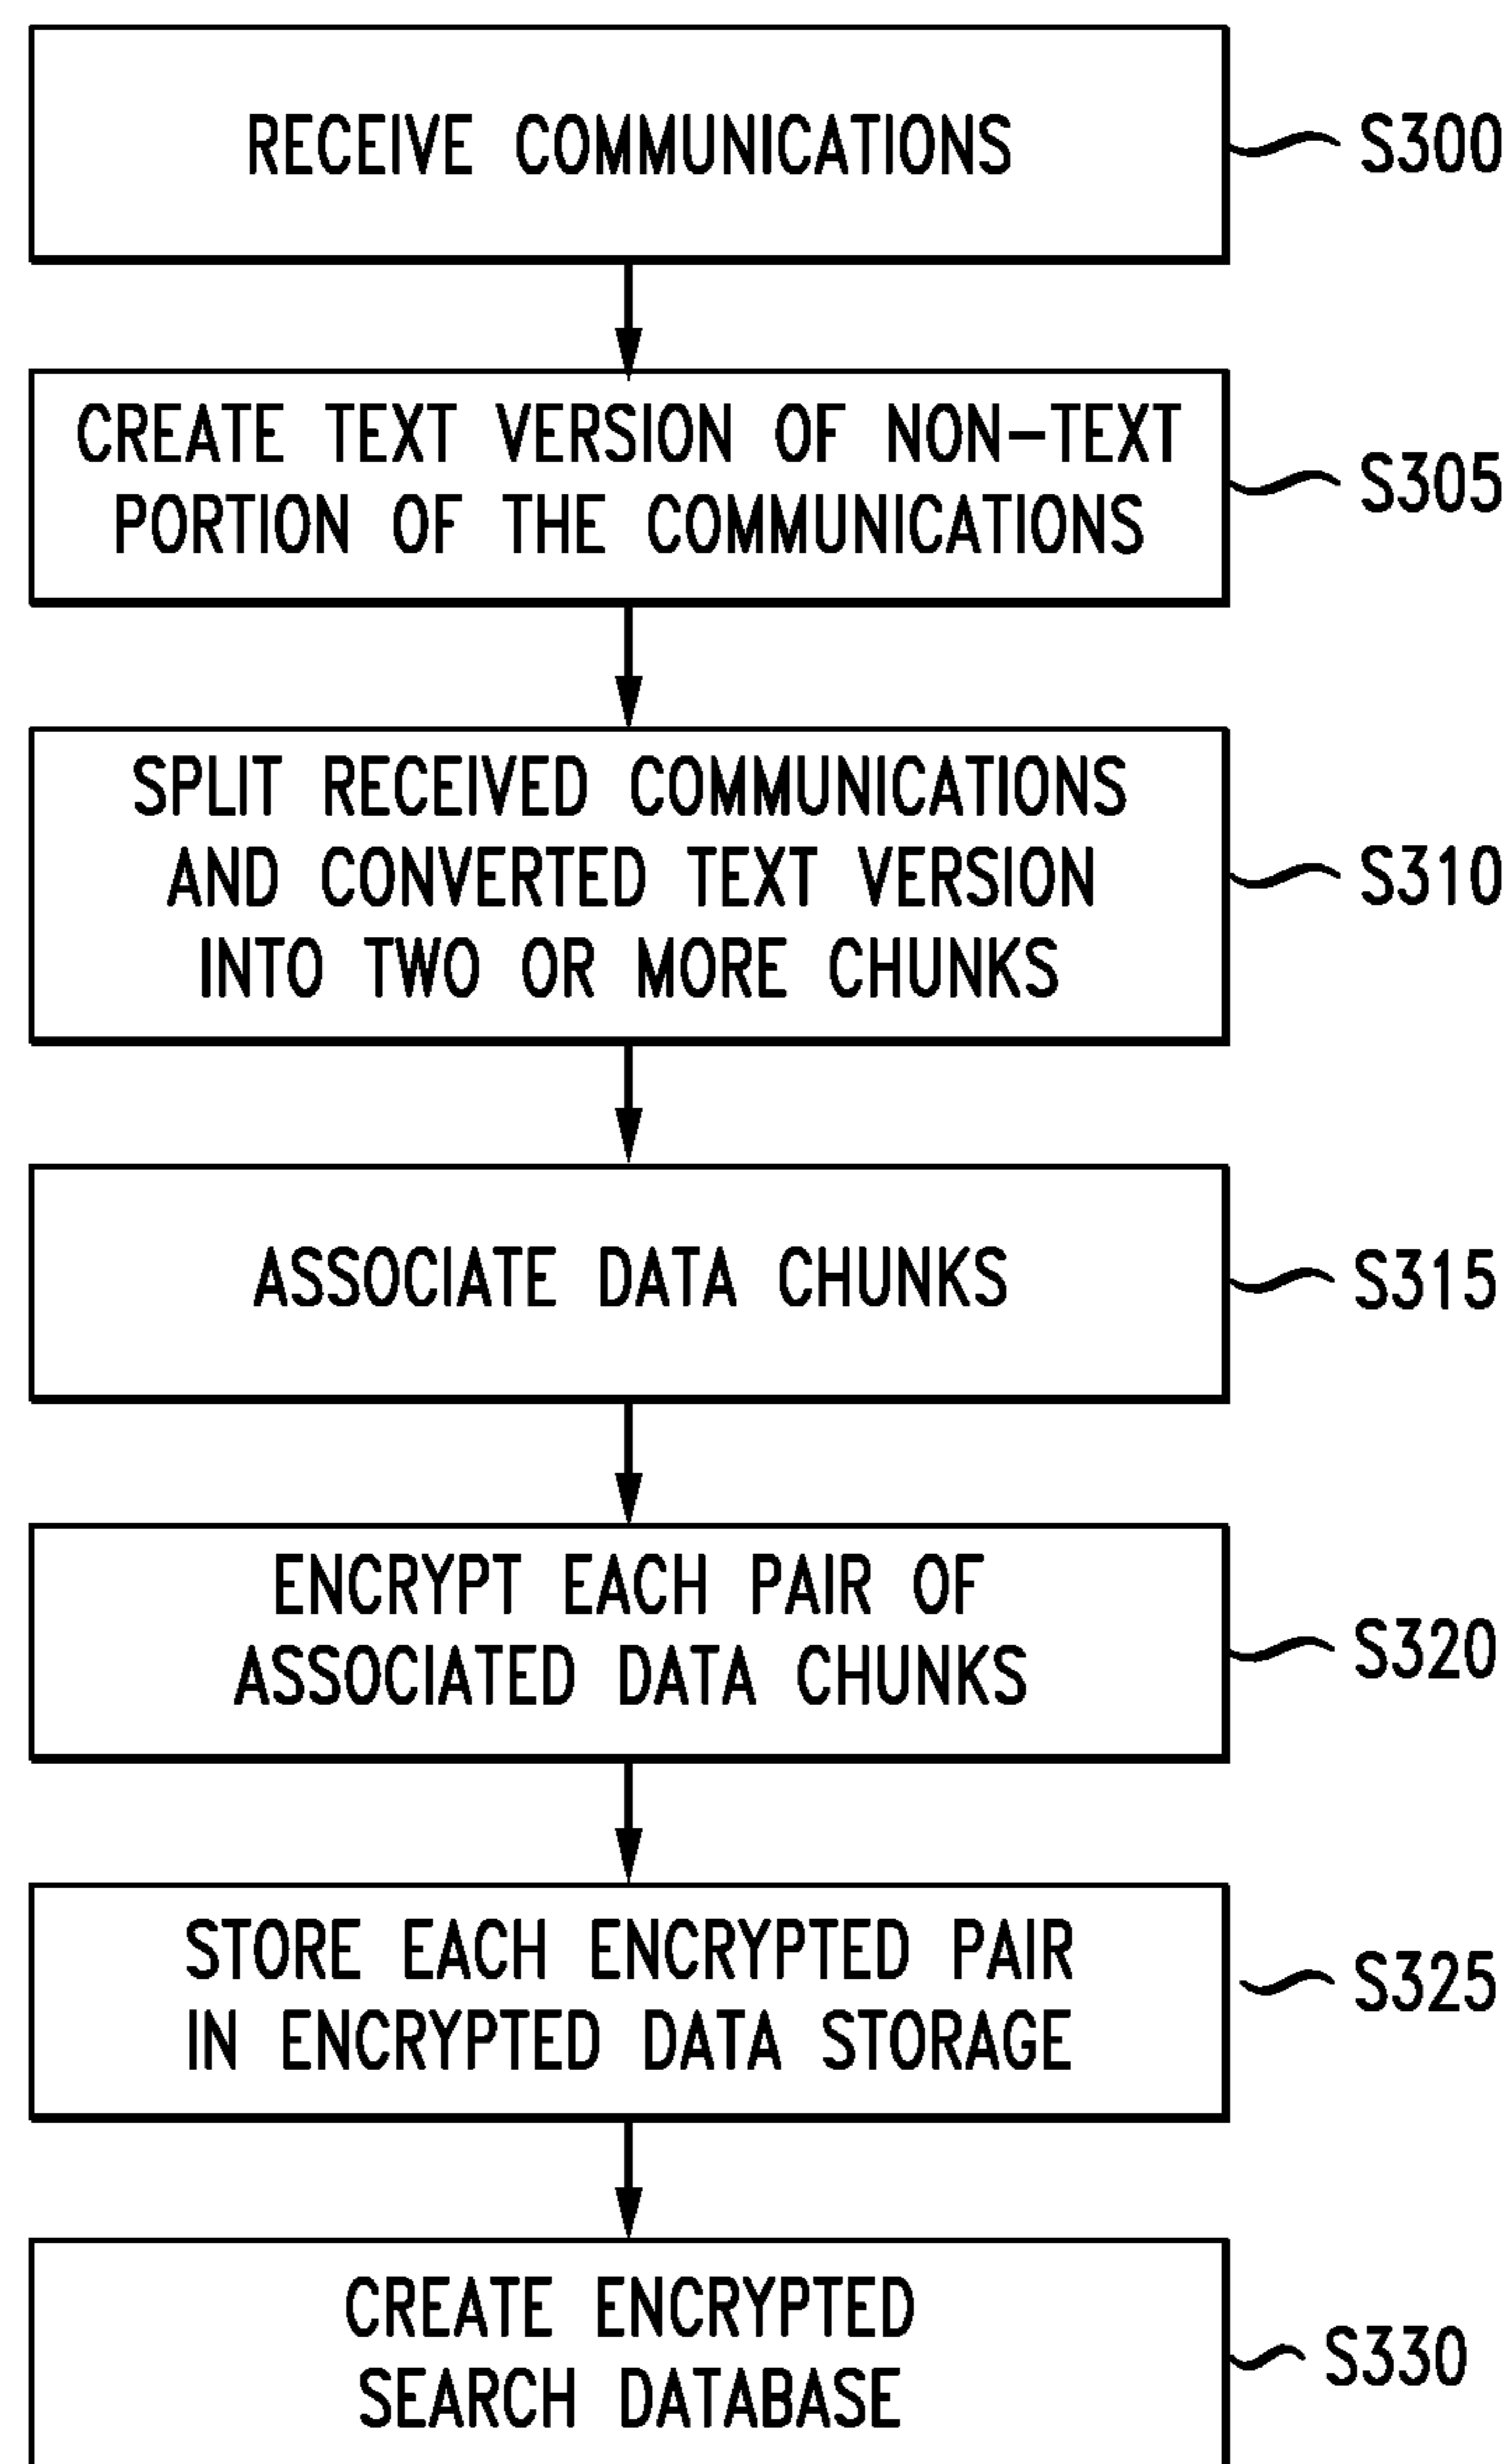 RECEIVE COMMUNICATIONS
S300
CREATE TEXT VERSION OF NON-TEXT
PORTION OF THE COMMUNICATIONS
S305
SPLIT RECEIVED COMMUNICATIONS
AND CONVERTED TEXT VERSION
INTO TWO OR MORE CHUNKS
S310
ASSOCIATE DATA CHUNKS
S315
ENCRYPT EACH PAIR OF
ASSOCIATED DATA CHUNKS
S320
STORE EACH ENCRYPTED PAIR
IN ENCRYPTED DATA STORAGE
S325
CREATE ENCRYPTED
SEARCH DATABASE
S330